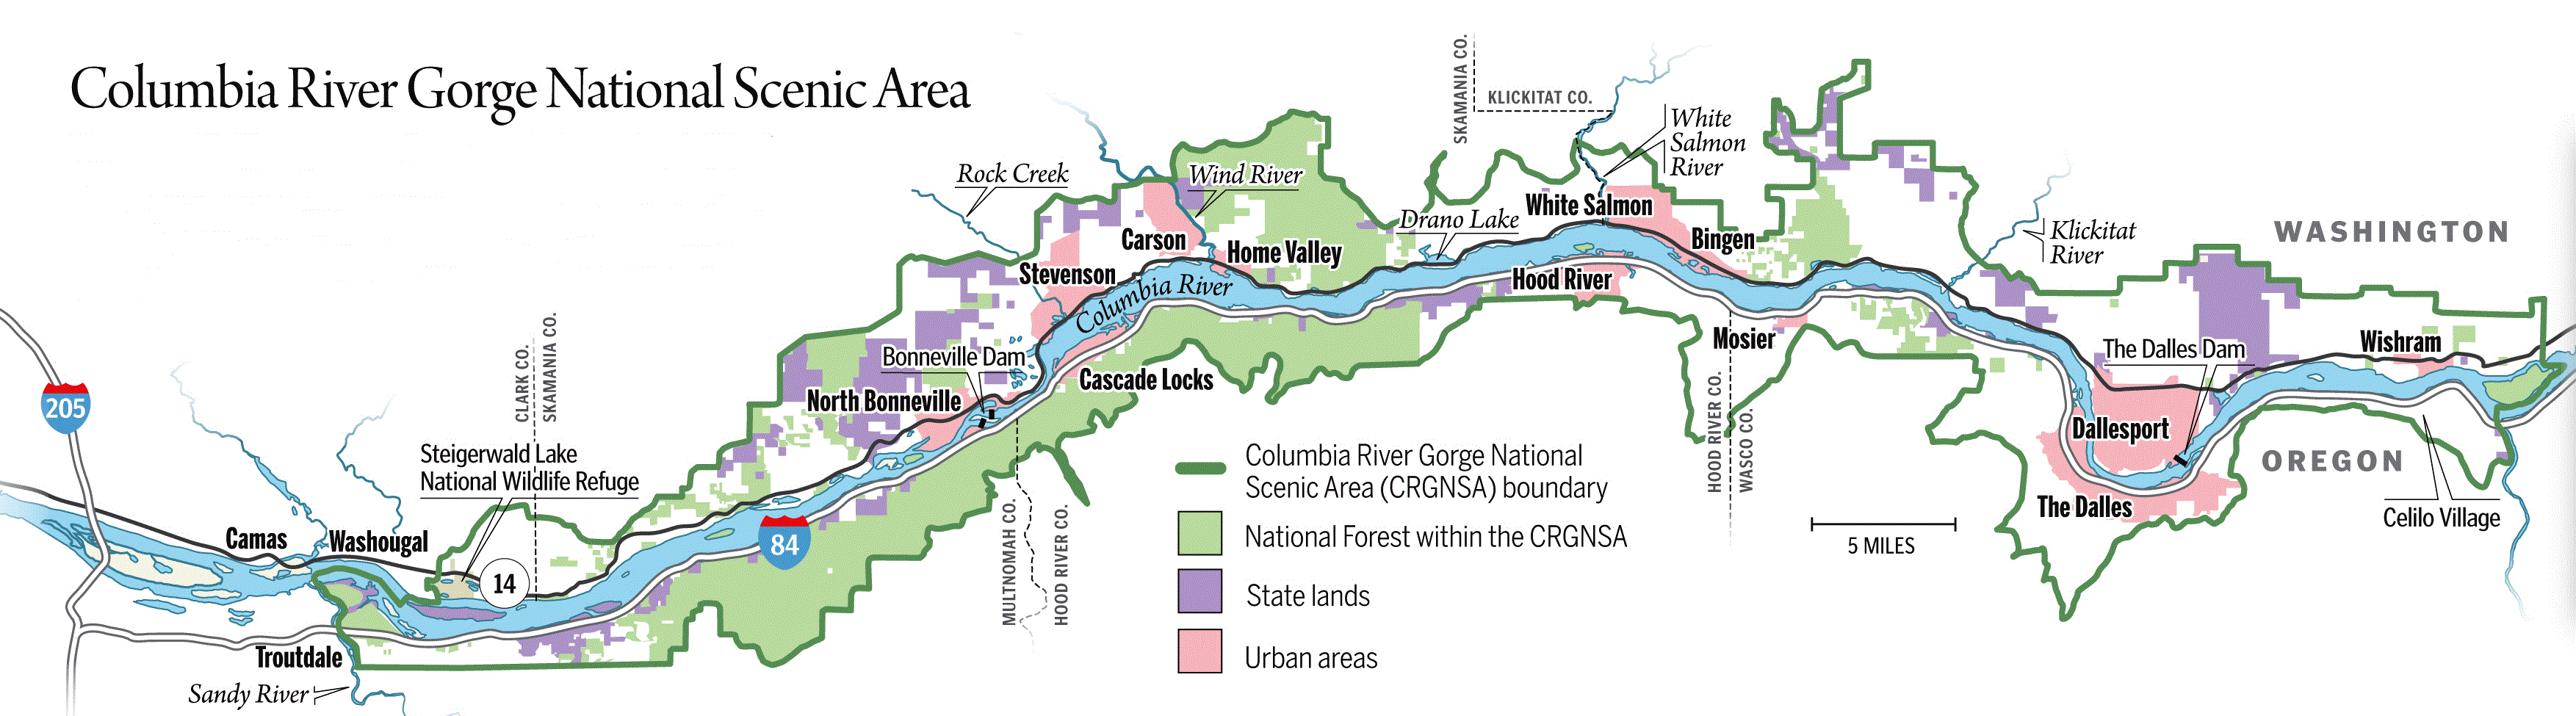 Columbia River Gorge National Scenic Area
SKAMANIA CO.
KLICKITAT CO.
White
Salmon
River
Rock Creek
Wind River
Drano Lake
White Salmon
Carson
Home Valley
Bingen
Klickitat
River
WASHINGTON
Stevenson
Columbia River
Hood River
Mosier
Bonneville Dam
Cascade Locks
North Bonneville
The Dalles Dam
Wishram
205
CLARK CO.
SKAMANIA CO.
HOOD RIVER CO.
WASCO CO.
Dallesport
OREGON
Steigerwald Lake
National Wildlife Refuge
Columbia River Gorge National
Scenic Area (CRGNSA) boundary
National Forest within the CRGNSA
State lands
Urban areas
The Dalles
Celilo Village
5 MILES
Camas
Washougal
84
14
MULTNOMAH CO.
HOOD RIVER CO.
Troutdale
Sandy River